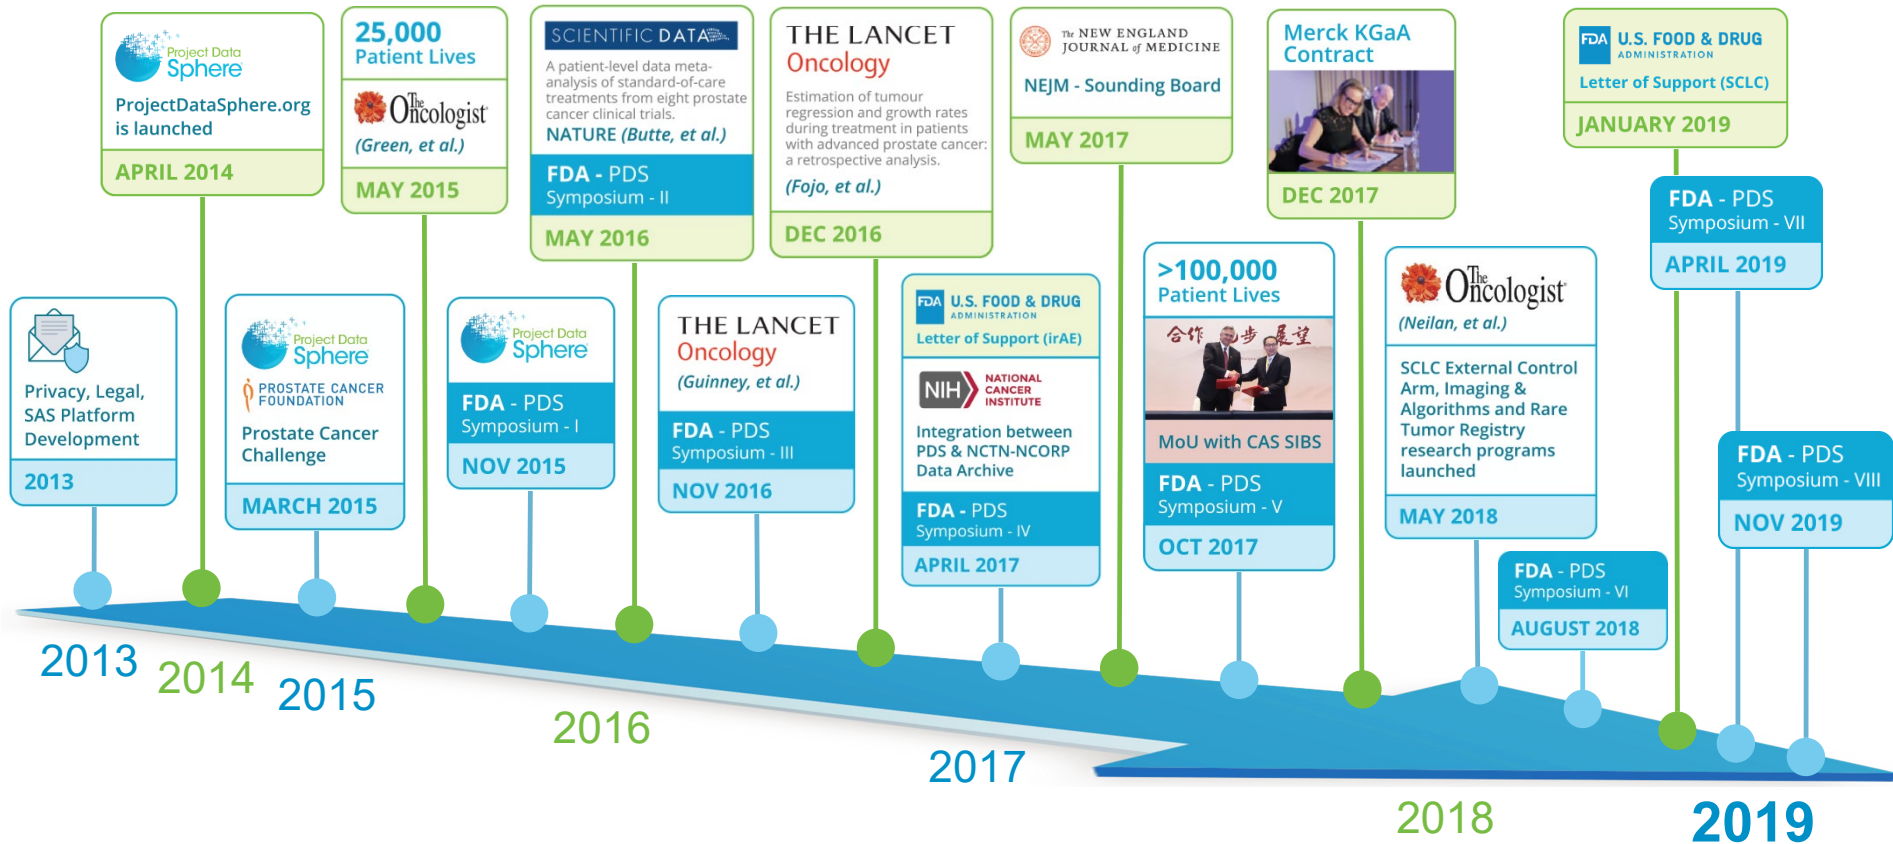 Project Data
Sphere
ProjectDataSphere.org
is launched
APRIL 2014
25,000
Patient Lives
The
Oncologist
(Green, et al.)
MAY 2015
SCIENTIFIC DATA
A patient-level data meta-
analysis of standard-of-care
treatments from eight prostate
cancer clinical trials.
NATURE (Butte, et al.)
FDA - PDS
Symposium - II
MAY 2016
THE LANCET
Oncology
Estimation of tumour
regression and growth rates
during treatment in patients
with advanced prostate cancer:
a retrospective analysis.
(Fojo, et al.)
DEC 2016
The NEW ENGLAND
JOURNAL of MEDICINE
NEJM - Sounding Board
MAY 2017
Merck KGaA
Contract
DEC 2017
FDA U.S. FOOD & DRUG
ADMINISTRATION
Letter of Support (SCLC)
JANUARY 2019
FDA - PDS
Symposium - VII
APRIL 2019
Privacy, Legal,
SAS Platform
Development
2013
Project Data
Sphere
PROSTATE CANCER
FOUNDATION
Prostate Cancer
Challenge
MARCH 2015
Project Data
Sphere
FDA - PDS
Symposium - I
NOV 2015
THE LANCET
Oncology
(Guinney, et al.)
FDA - PDS
Symposium - III
NOV 2016
FDA U.S. FOOD & DRUG
ADMINISTRATION
Letter of Support (irAE)
NIH NATIONAL
CANCER
INSTITUTE
Integration between
PDS & NCTN-NCORP
Data Archive
FDA - PDS
Symposium - IV
APRIL 2017
>100,000
Patient Lives
合作 步 展望
MoU with CAS SIBS
FDA - PDS
Symposium - V
OCT 2017
The
Oncologist
(Neilan, et al.)
SCLC External Control
Arm, Imaging &
Algorithms and Rare
Tumor Registry
research programs
launched
MAY 2018
FDA - PDS
Symposium - VI
AUGUST 2018
FDA - PDS
Symposium - VIII
NOV 2019
2013
2014
2015
2016
2017
2018
2019